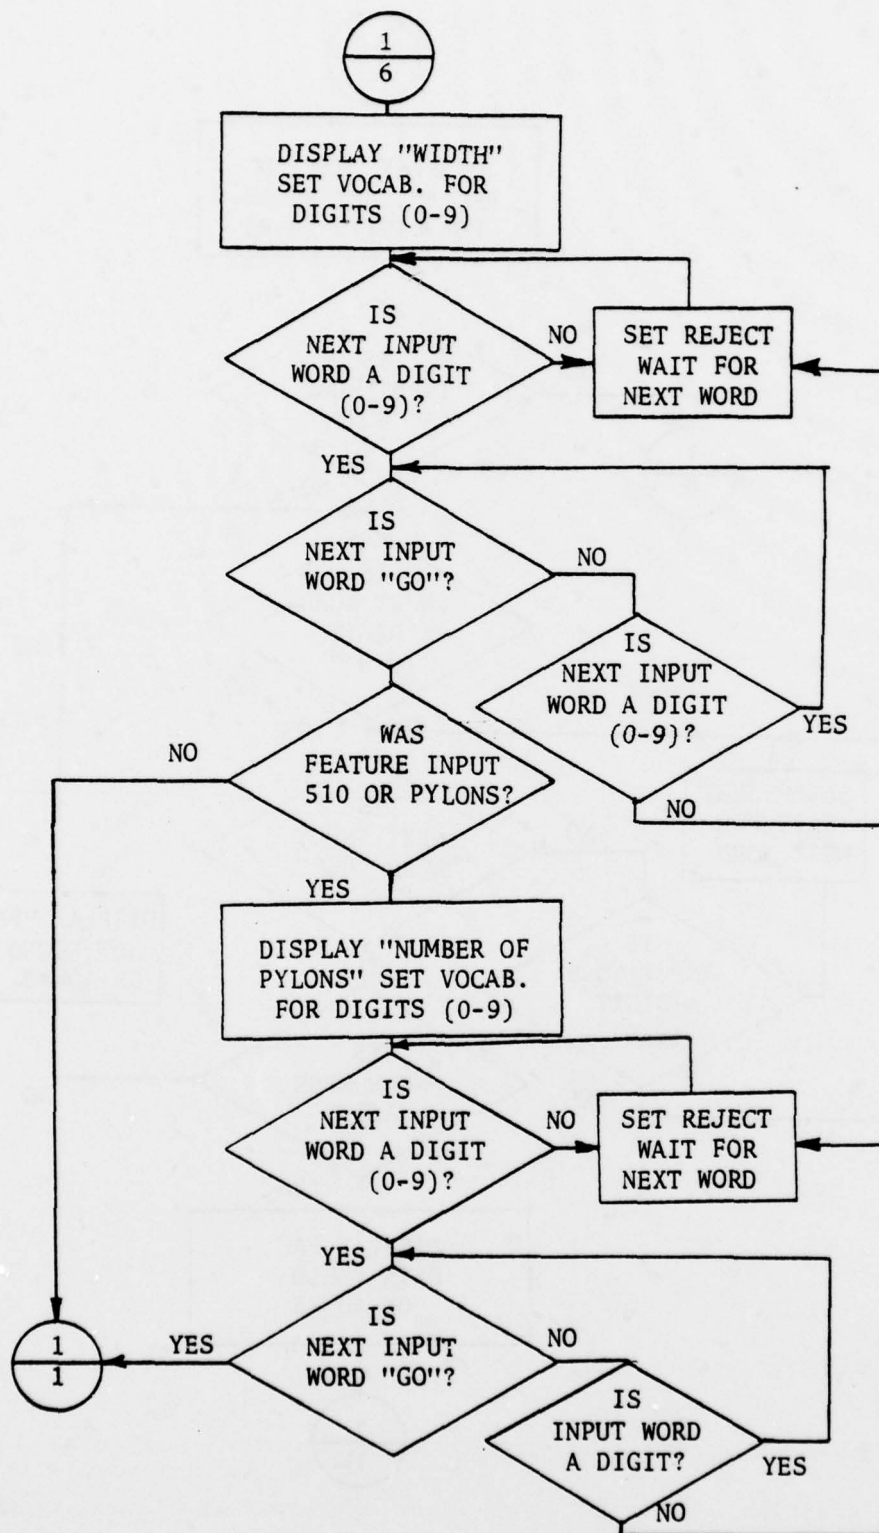 1
6
DISPLAY "WIDTH"
SET VOCAB. FOR
DIGITS (0-9)
IS
NEXT INPUT
WORD A DIGIT
(0-9)?
NO
SET REJECT
WAIT FOR
NEXT WORD
YES
IS
NEXT INPUT
WORD "GO"?
NO
IS
NEXT INPUT
WORD A DIGIT
(0-9)?
YES
NO
WAS
FEATURE INPUT
510 OR PYLONS?
NO
YES
DISPLAY "NUMBER OF
PYLONS" SET VOCAB.
FOR DIGITS (0-9)
IS
NEXT INPUT
WORD A DIGIT
(0-9)?
NO
SET REJECT
WAIT FOR
NEXT WORD
YES
IS
NEXT INPUT
WORD "GO"?
YES
1
1
NO
IS
INPUT WORD
A DIGIT?
YES
NO